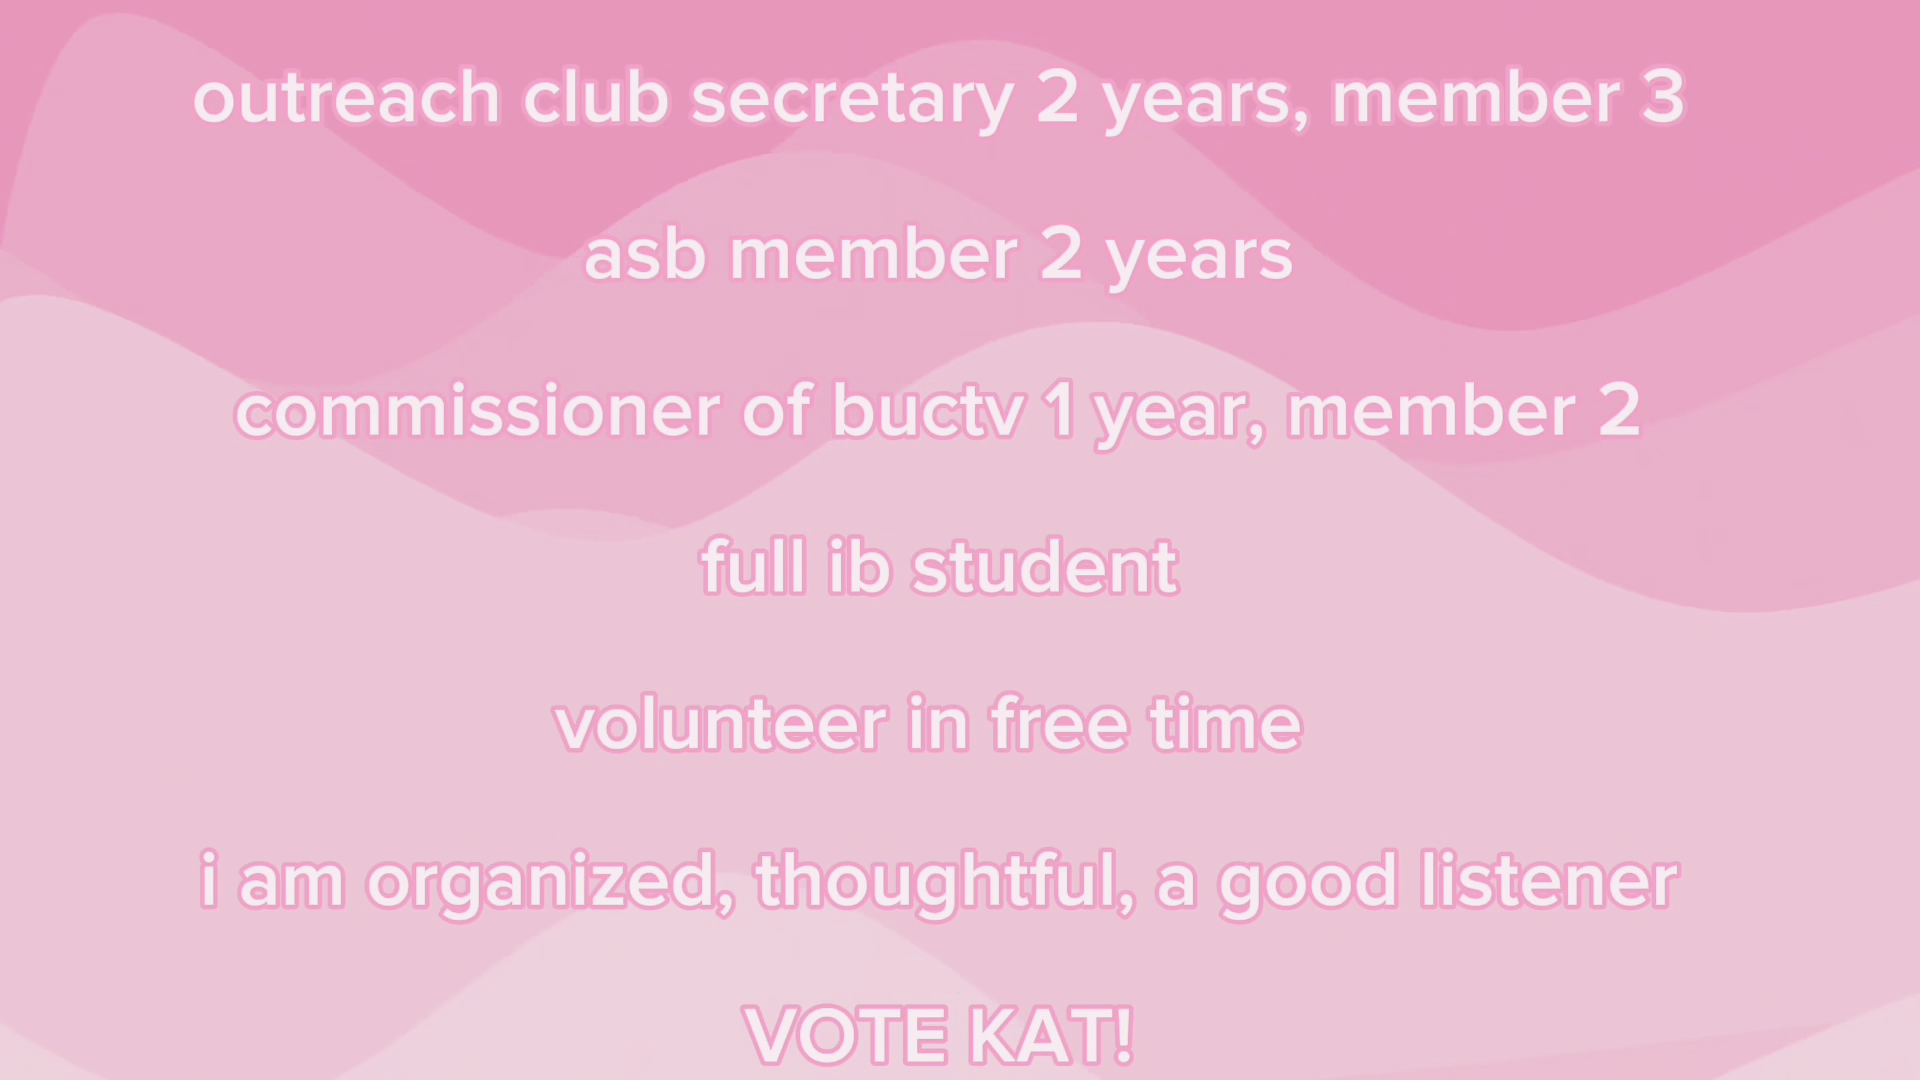 outreach club secretary 2 years, member 3
asb member 2 years
commissioner of buctv 1 year, member 2
full ib student
volunteer in free time
i am organized, thoughtful, a good listener
VOTE KAT!